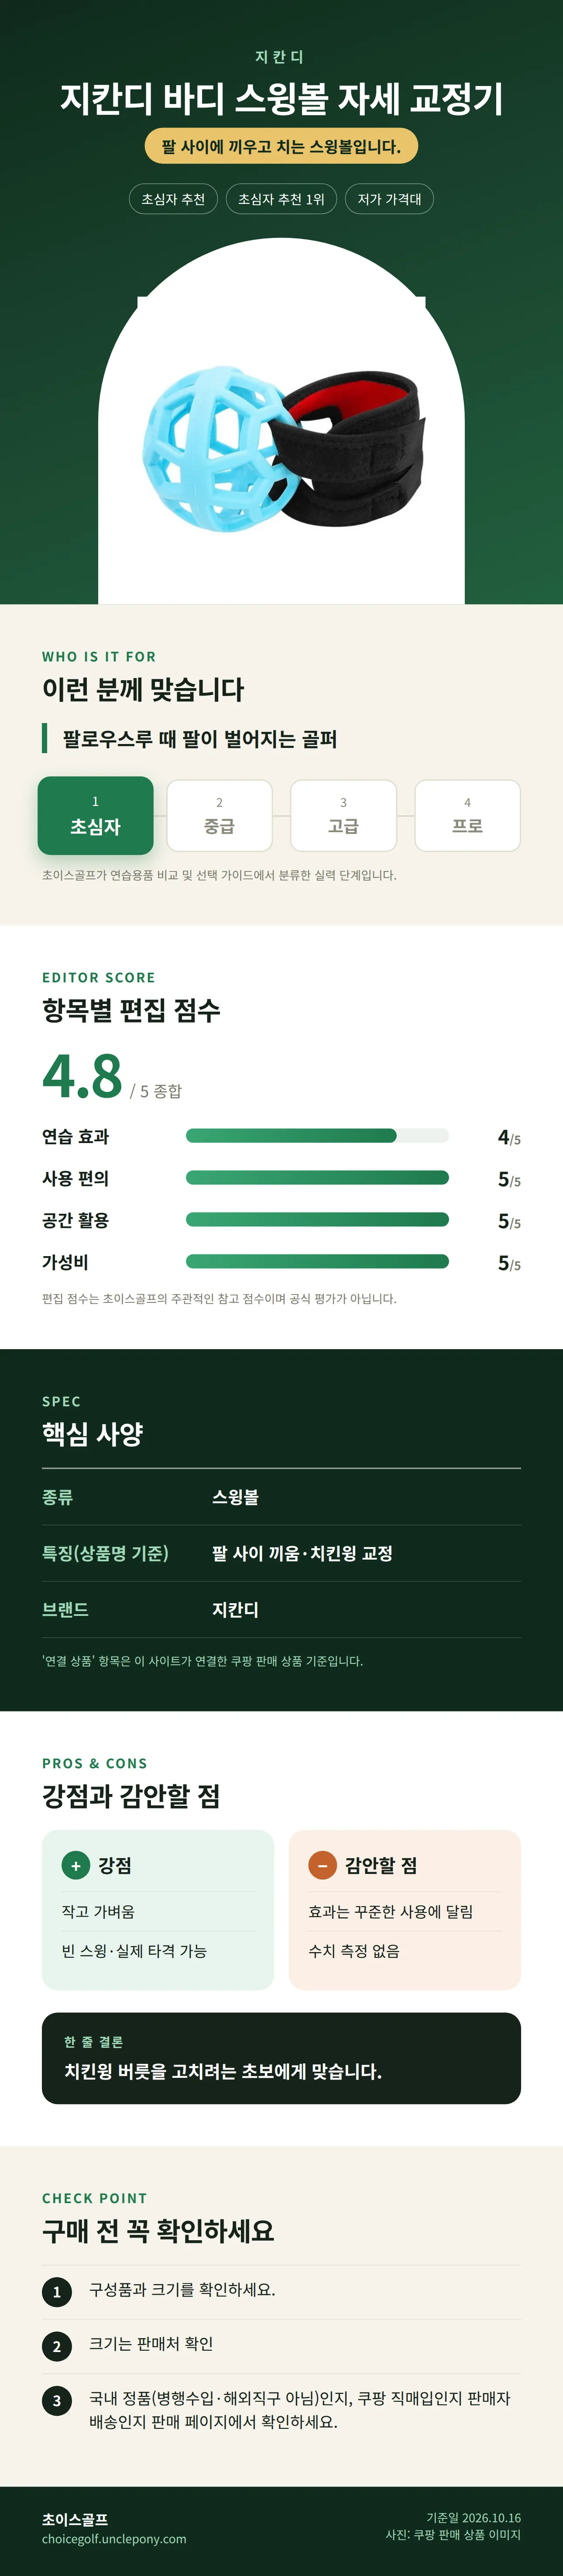 지칸디
지칸디 바디 스윙볼 자세 교정기
팔 사이에 끼우고 치는 스윙볼입니다.
초심자 추천
초심자 추천 1위
저가 가격대
WHO IS IT FOR
이런 분께 맞습니다
팔로우스루 때 팔이 벌어지는 골퍼
1
초심자
2
중급
3
고급
4
프로
초이스골프가 연습용품 비교 및 선택 가이드에서 분류한 실력 단계입니다.
EDITOR SCORE
항목별 편집 점수
4.8 / 5 종합
연습 효과 4/5
사용 편의 5/5
공간 활용 5/5
가성비 5/5
편집 점수는 초이스골프의 주관적인 참고 점수이며 공식 평가가 아닙니다.
SPEC
핵심 사양
종류 스윙볼
특징(상품명 기준) 팔 사이 끼움·치킨윙 교정
브랜드 지칸디
'연결 상품' 항목은 이 사이트가 연결한 쿠팡 판매 상품 기준입니다.
PROS & CONS
강점과 감안할 점
+ 강점
작고 가벼움
빈 스윙·실제 타격 가능
− 감안할 점
효과는 꾸준한 사용에 달림
수치 측정 없음
한 줄 결론
치킨윙 버릇을 고치려는 초보에게 맞습니다.
CHECK POINT
구매 전 꼭 확인하세요
1 구성품과 크기를 확인하세요.
2 크기는 판매처 확인
3 국내 정품(병행수입·해외직구 아님)인지, 쿠팡 직매입인지 판매자
배송인지 판매 페이지에서 확인하세요.
초이스골프
choicegolf.unclepony.com
기준일 2026.10.16
사진: 쿠팡 판매 상품 이미지